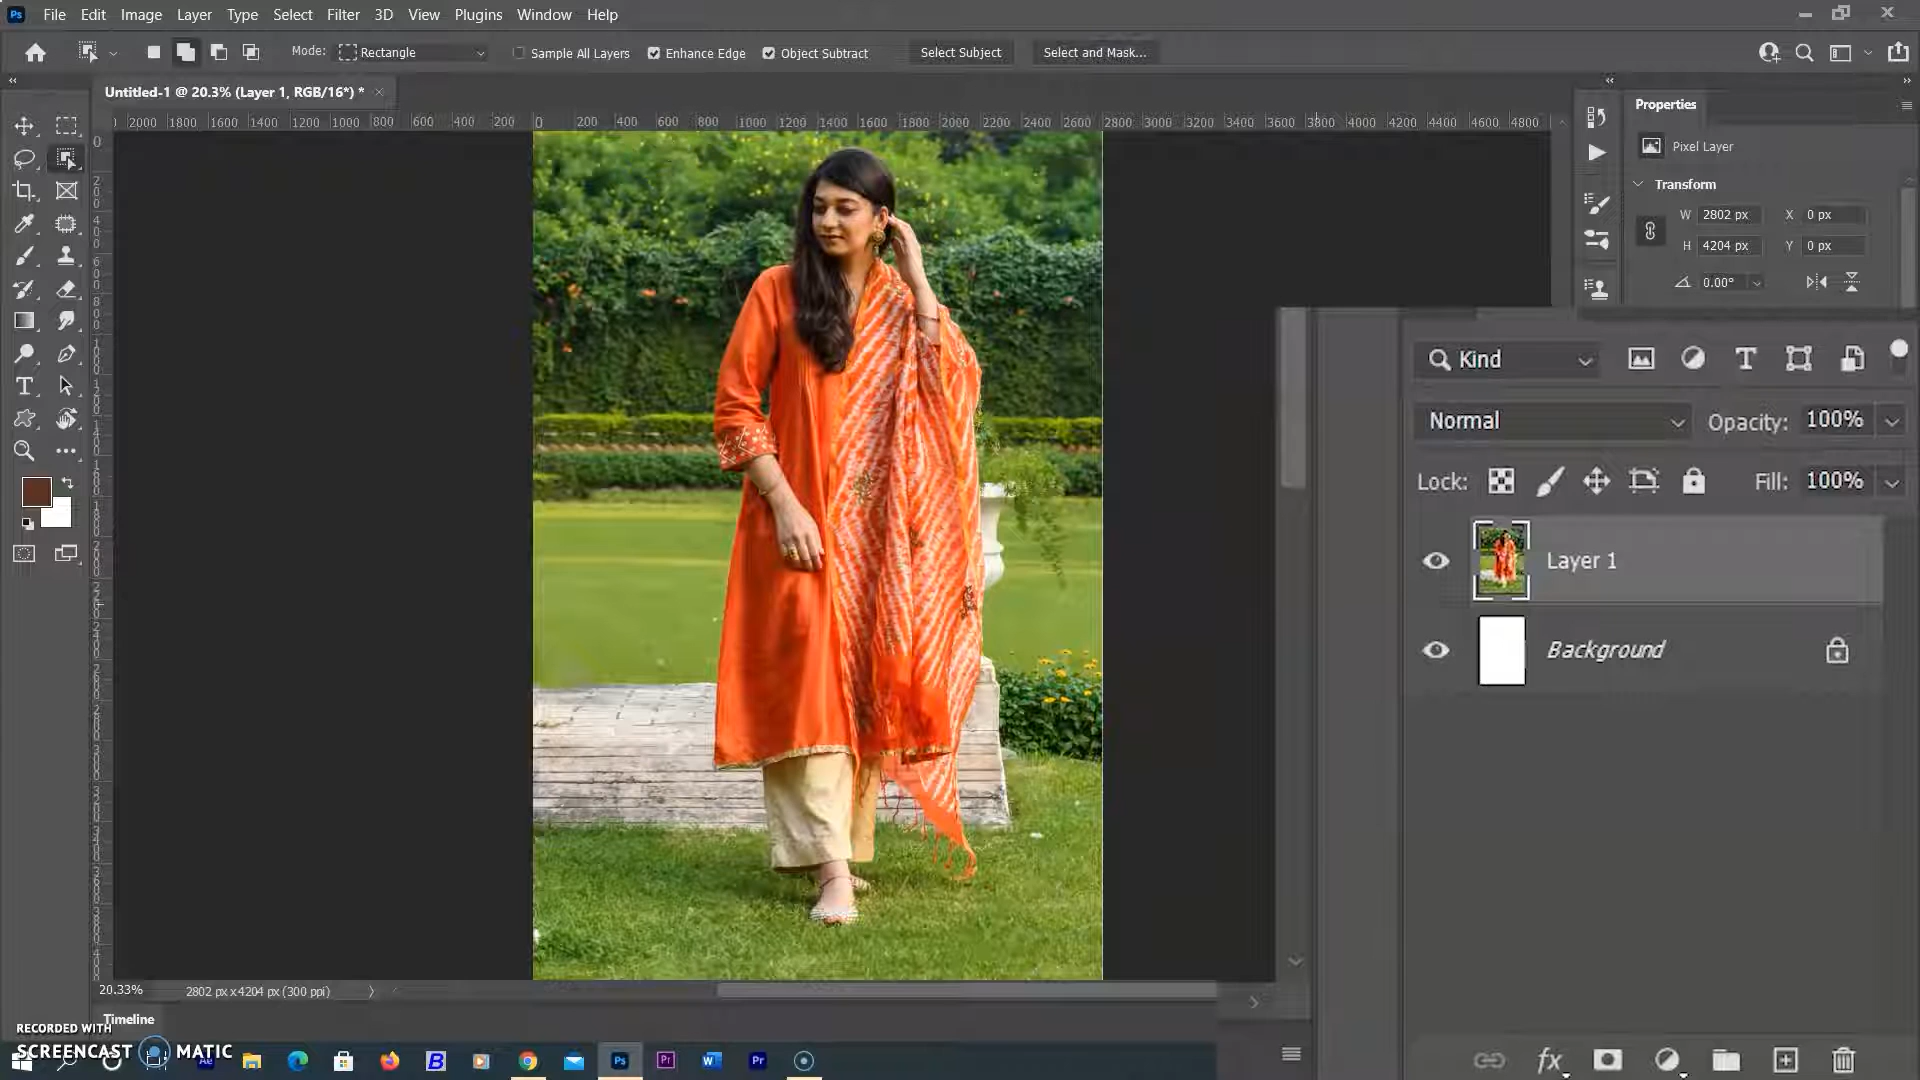 File Edit Image Layer Type Select Filter 3D View Plugins Window Help
Mode: Rectangle Sample All Layers Enhance Edge Object Subtract Select Subject Select and Mask...
Untitled-1 @ 20.3% (Layer 1, RGB/16*) * ×
2000 1800 1600 1400 1200 1000 800 600 400 200 0 200 400 600 800 1000 1200 1400 1600 1800 2000 2200 2400 2600 2800 3000 3200 3400 3600 3800 4000 4200 4400 4600 4800
Properties
Pixel Layer
Transform
W 2802 px X 0 px
H 4204 px Y 0 px
0.00°
Kind
Normal Opacity: 100%
Lock: Fill: 100%
Layer 1
Background
20.33% 2802 px x 4204 px (300 ppi)
Timeline
RECORDED WITH
SCREENCAST MATIC